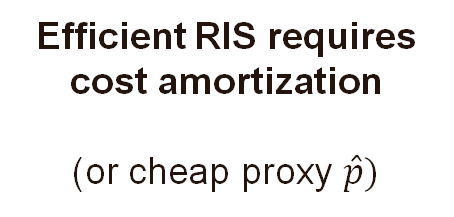 Efficient RIS requires
cost amortization
(or cheap proxy p̂)